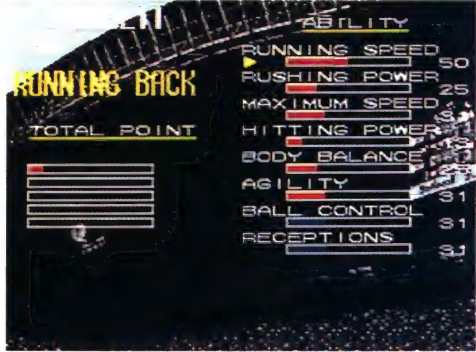 RUNNING BACK
TOTAL POINT
ABILITY
RUNNING SPEED
50
RUSHING POWER
25
MAXIMUM SPEED
HITTING POWER
BODY BALANCE
AGILITY
31
BALL CONTROL
31
RECEPTIONS